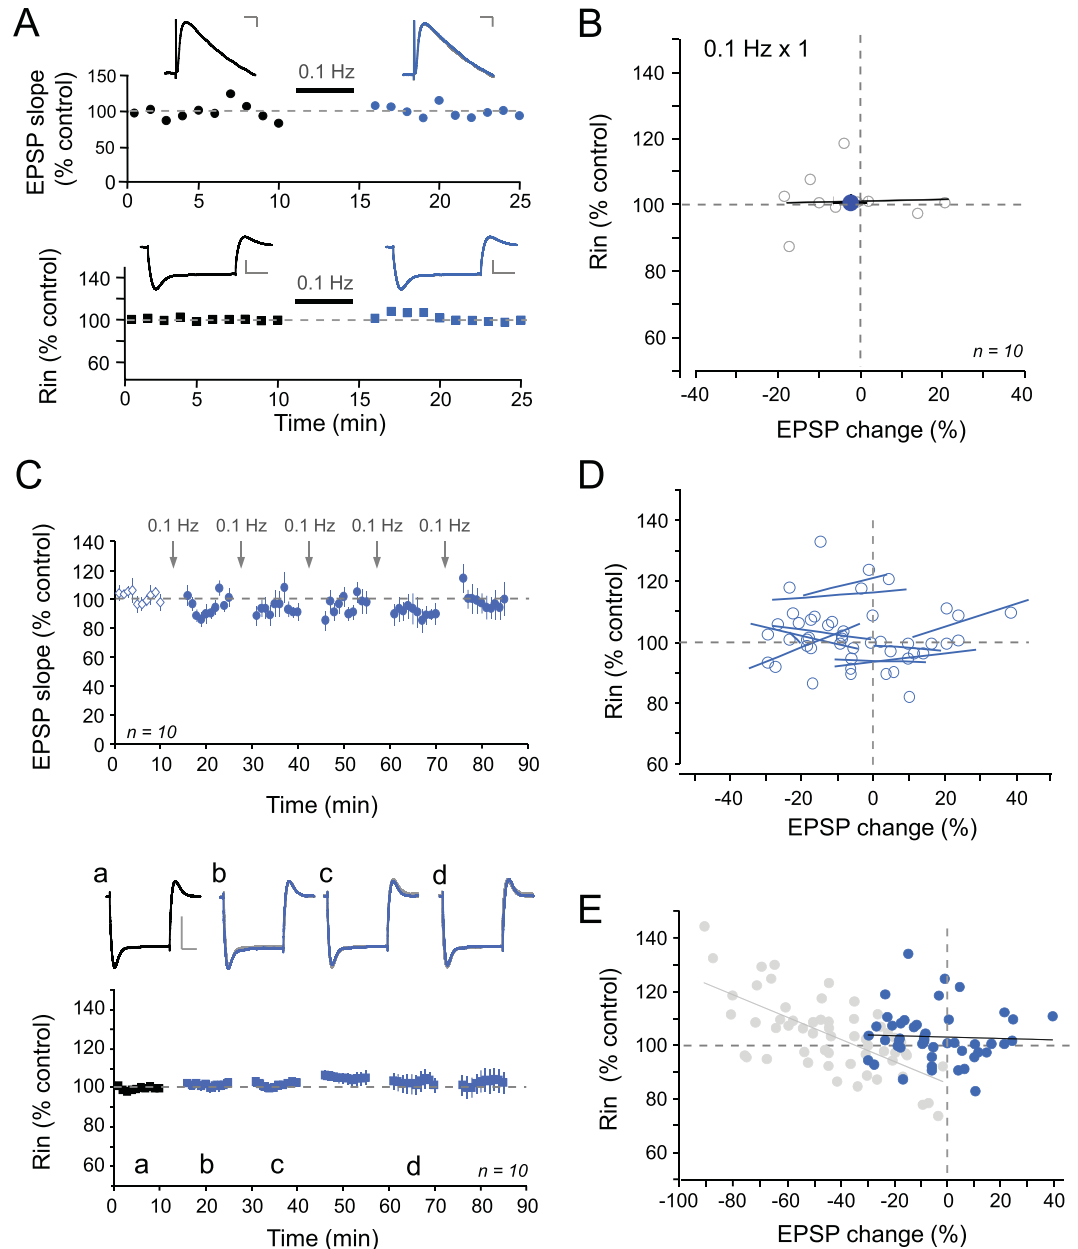 A
0.1 Hz
EPSP slope
(% control)
150
100
50
0
0 5 10 15 20 25
0.1 Hz
Rin (% control)
140
100
60
0 5 10 15 20 25
Time (min)
B
0.1 Hz x 1
Rin (% control)
140
120
100
80
60
n = 10
-40 -20 0 20 40
EPSP change (%)
C
0.1 Hz 0.1 Hz 0.1 Hz 0.1 Hz 0.1 Hz
EPSP slope (% control)
140
120
100
80
60
40
20
0
n = 10
0 10 20 30 40 50 60 70 80 90
Time (min)
a b c d
Rin (% control)
140
120
100
80
60
a b c d
n = 10
0 10 20 30 40 50 60 70 80 90
Time (min)
D
Rin (% control)
140
120
100
80
60
-40 -20 0 20 40
EPSP change (%)
E
Rin (% control)
140
120
100
80
60
-100 -80 -60 -40 -20 0 20 40
EPSP change (%)